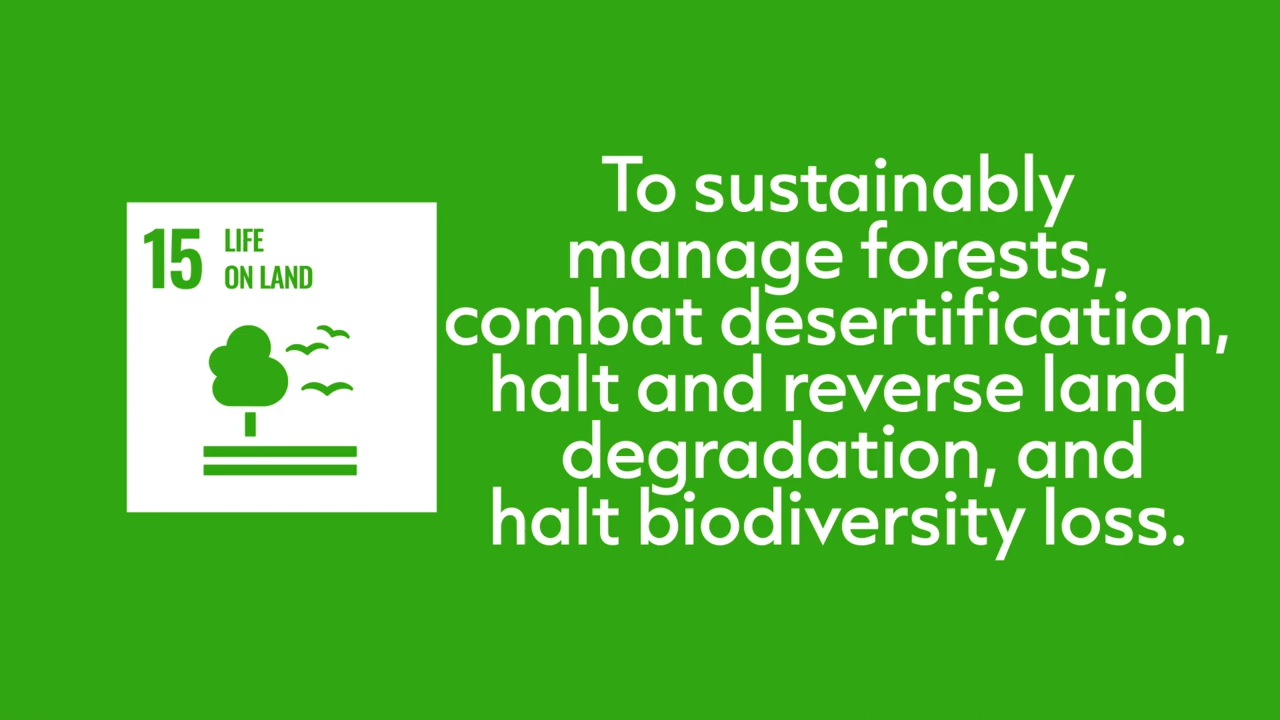 15
LIFE
ON LAND
To sustainably
manage forests,
combat desertification,
halt and reverse land
degradation, and
halt biodiversity loss.